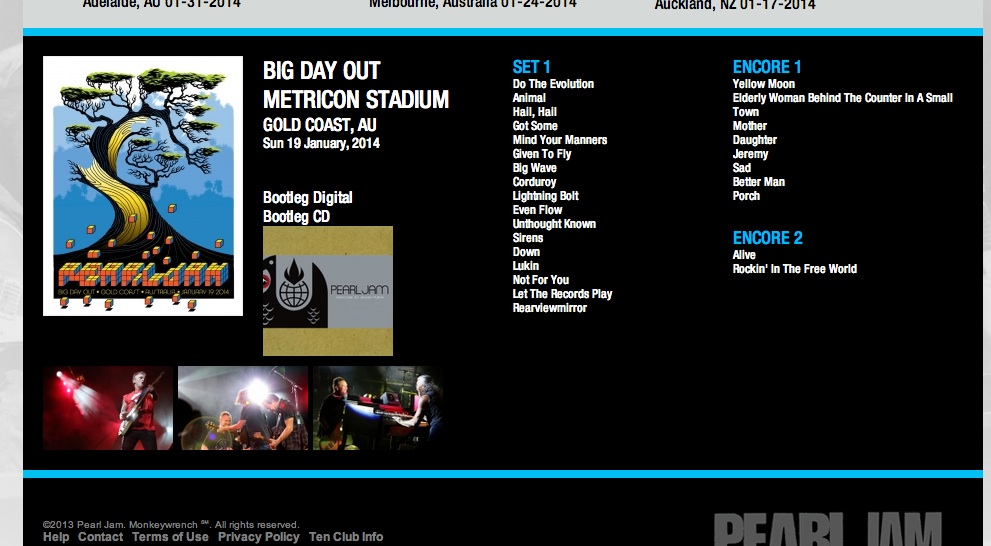 Adelaide, AU 01-31-2014
Melbourne, Australia 01-24-2014
Auckland, NZ 01-17-2014
BIG DAY OUT
METRICON STADIUM
GOLD COAST, AU
Sun 19 January, 2014
Bootleg Digital
Bootleg CD
PEARL JAM
PEARLJAM
BIG DAY OUT • GOLD COAST • AUSTRALIA • JANUARY 19 2014
SET 1
Do The Evolution
Animal
Hail, Hail
Got Some
Mind Your Manners
Given To Fly
Big Wave
Corduroy
Lightning Bolt
Even Flow
Unthought Known
Sirens
Down
Lukin
Not For You
Let The Records Play
Rearviewmirror
ENCORE 1
Yellow Moon
Elderly Woman Behind The Counter In A Small
Town
Mother
Daughter
Jeremy
Sad
Better Man
Porch
ENCORE 2
Alive
Rockin' In The Free World
©2013 Pearl Jam. Monkeywrench ℠. All rights reserved.
Help Contact Terms of Use Privacy Policy Ten Club Info
PEARL JAM